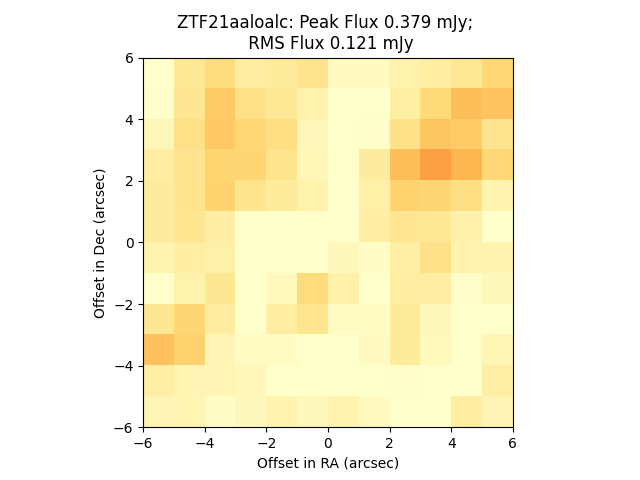 ZTF21aaloalc: Peak Flux 0.379 mJy;
RMS Flux 0.121 mJy
6
4
2
0
−2
−4
−6
Offset in Dec (arcsec)
−6 −4 −2 0 2 4 6
Offset in RA (arcsec)